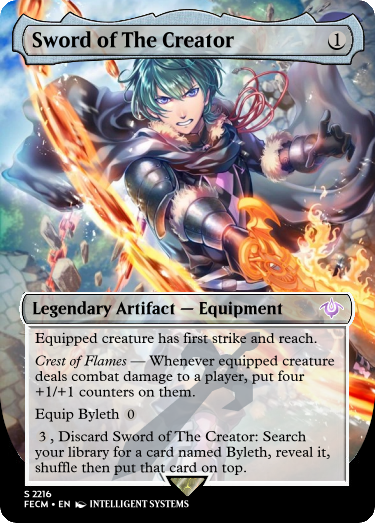 Sword of The Creator 1
Legendary Artifact — Equipment
Equipped creature has first strike and reach.
Crest of Flames — Whenever equipped creature
deals combat damage to a player, put four
+1/+1 counters on them.
Equip Byleth 0
3 , Discard Sword of The Creator: Search
your library for a card named Byleth, reveal it,
shuffle then put that card on top.
S 2216
FECM • EN INTELLIGENT SYSTEMS